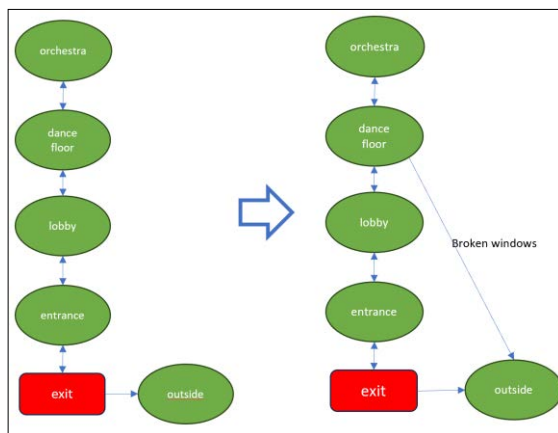 orchestra
dance
floor
lobby
entrance
exit
outside
orchestra
dance
floor
lobby
Broken windows
entrance
exit
outside